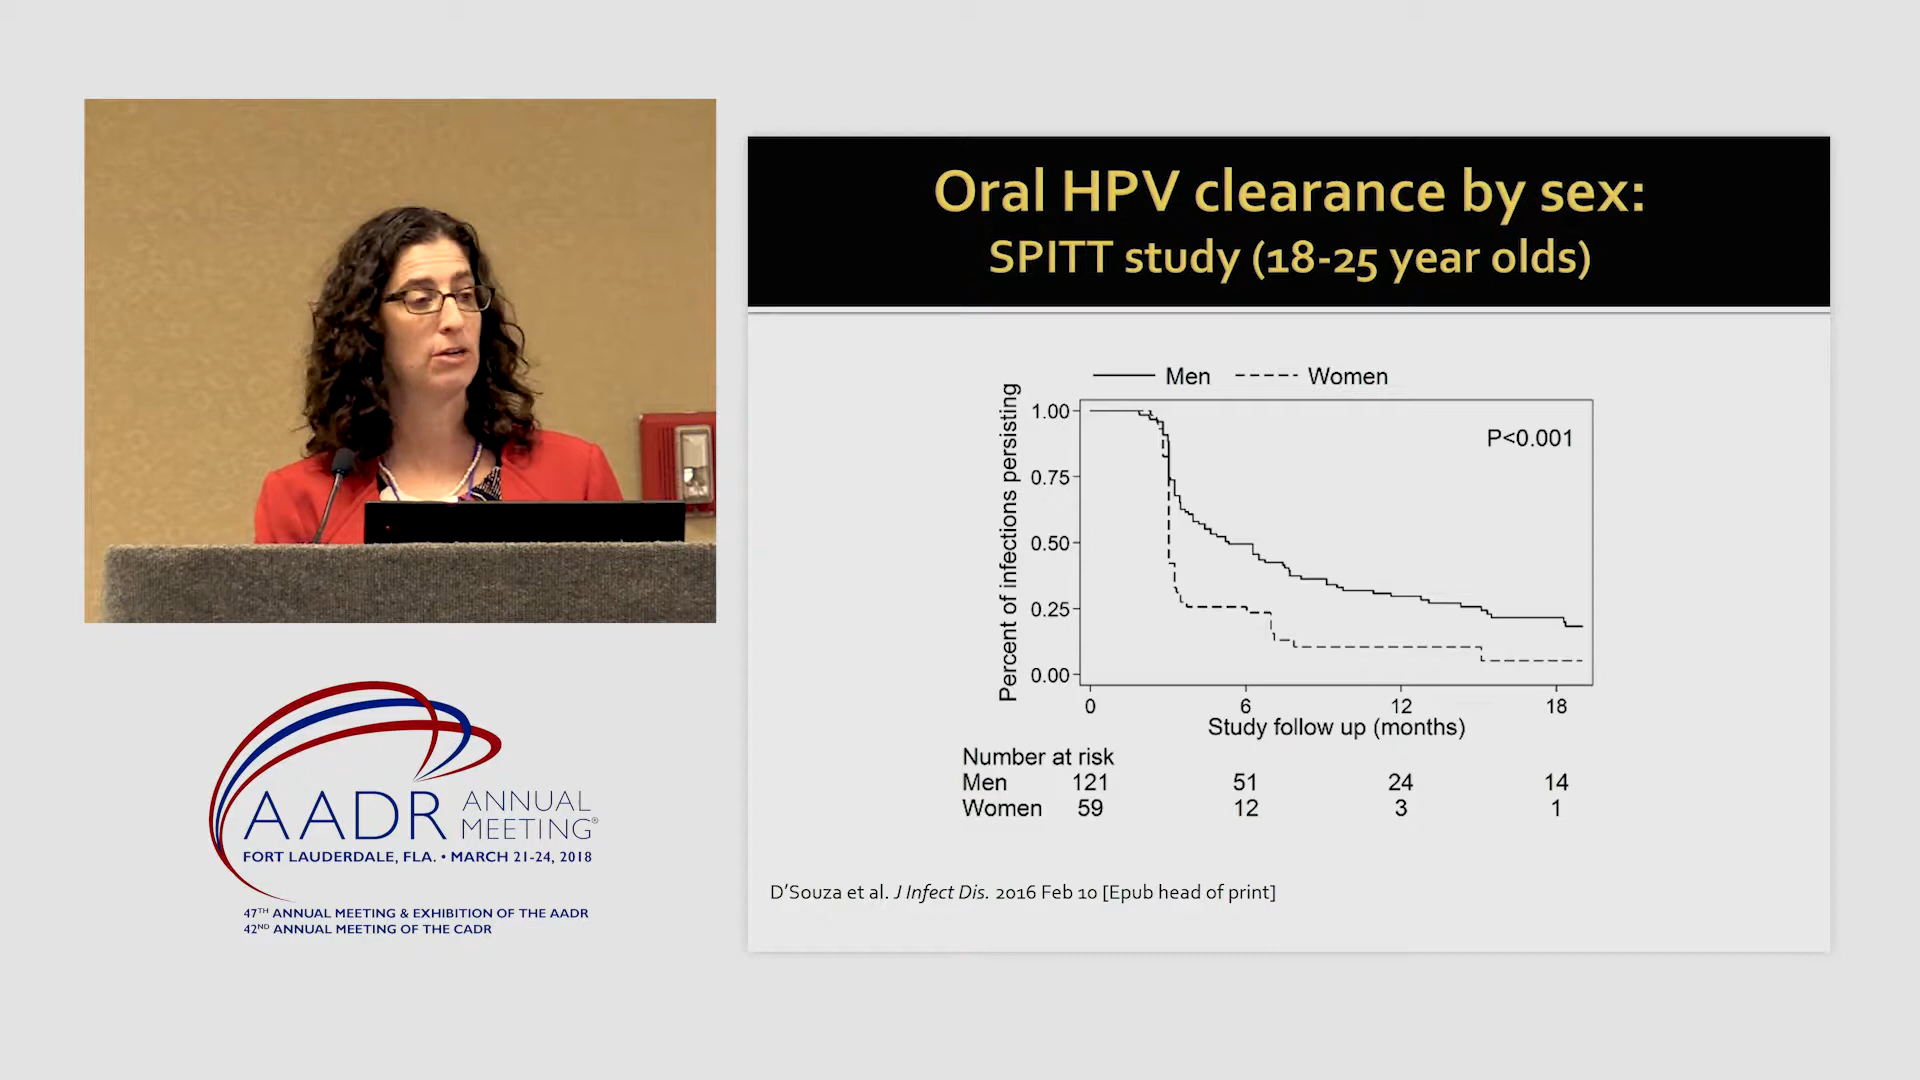 Oral HPV clearance by sex:
SPITT study (18-25 year olds)
Men Women
Percent of infections persisting
1.00
0.75
0.50
0.25
0.00
P<0.001
0 6 12 18
Study follow up (months)
Number at risk
Men 121 51 24 14
Women 59 12 3 1
D'Souza et al. J Infect Dis. 2016 Feb 10 [Epub head of print]
AADR ANNUAL
MEETING®
FORT LAUDERDALE, FLA. • MARCH 21-24, 2018
47TH ANNUAL MEETING & EXHIBITION OF THE AADR
42ND ANNUAL MEETING OF THE CADR